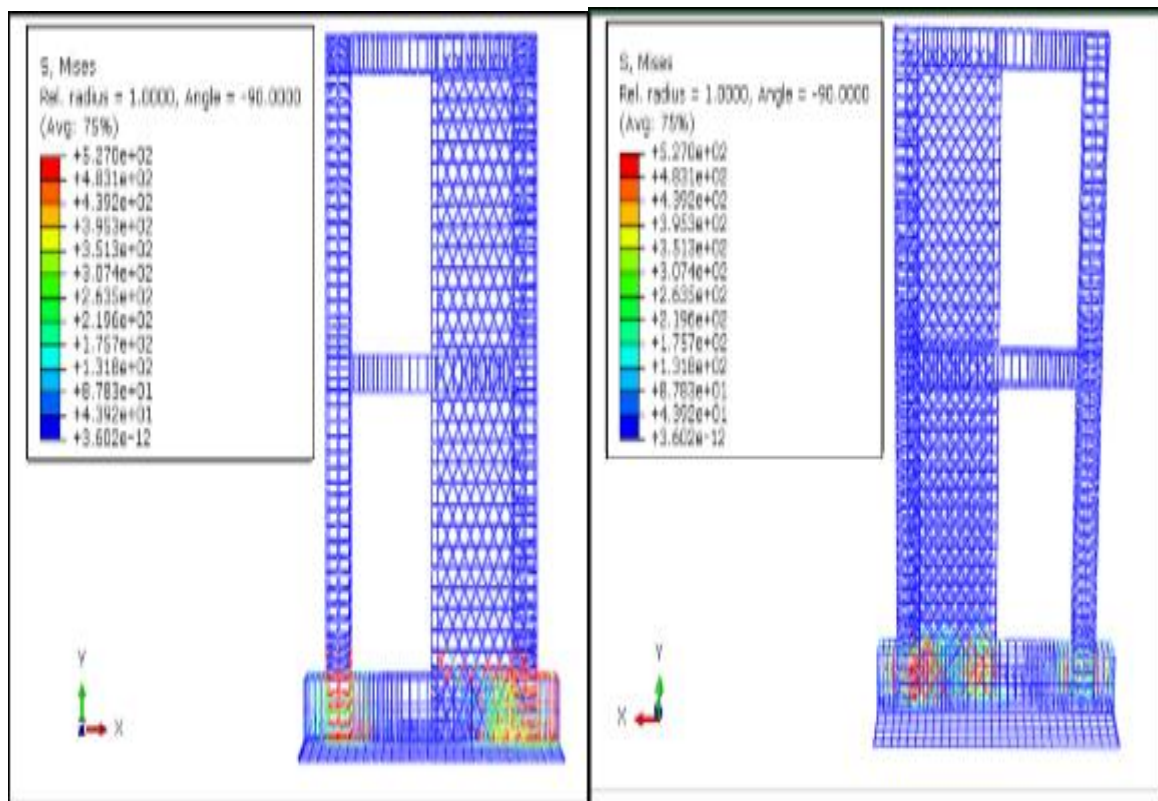 S, Mises
Rel. radius = 1.0000, Angle = -90.0000
(Avg: 75%)
+5.270e+02
+4.831e+02
+4.392e+02
+3.953e+02
+3.513e+02
+3.074e+02
+2.635e+02
+2.196e+02
+1.757e+02
+1.318e+02
+8.783e+01
+4.392e+01
+3.602e-12
Y
X
S, Mises
Rel. radius = 1.0000, Angle = -90.0000
(Avg: 75%)
+5.270e+02
+4.831e+02
+4.392e+02
+3.953e+02
+3.513e+02
+3.074e+02
+2.635e+02
+2.196e+02
+1.757e+02
+1.318e+02
+8.783e+01
+4.392e+01
+3.602e-12
Y
X